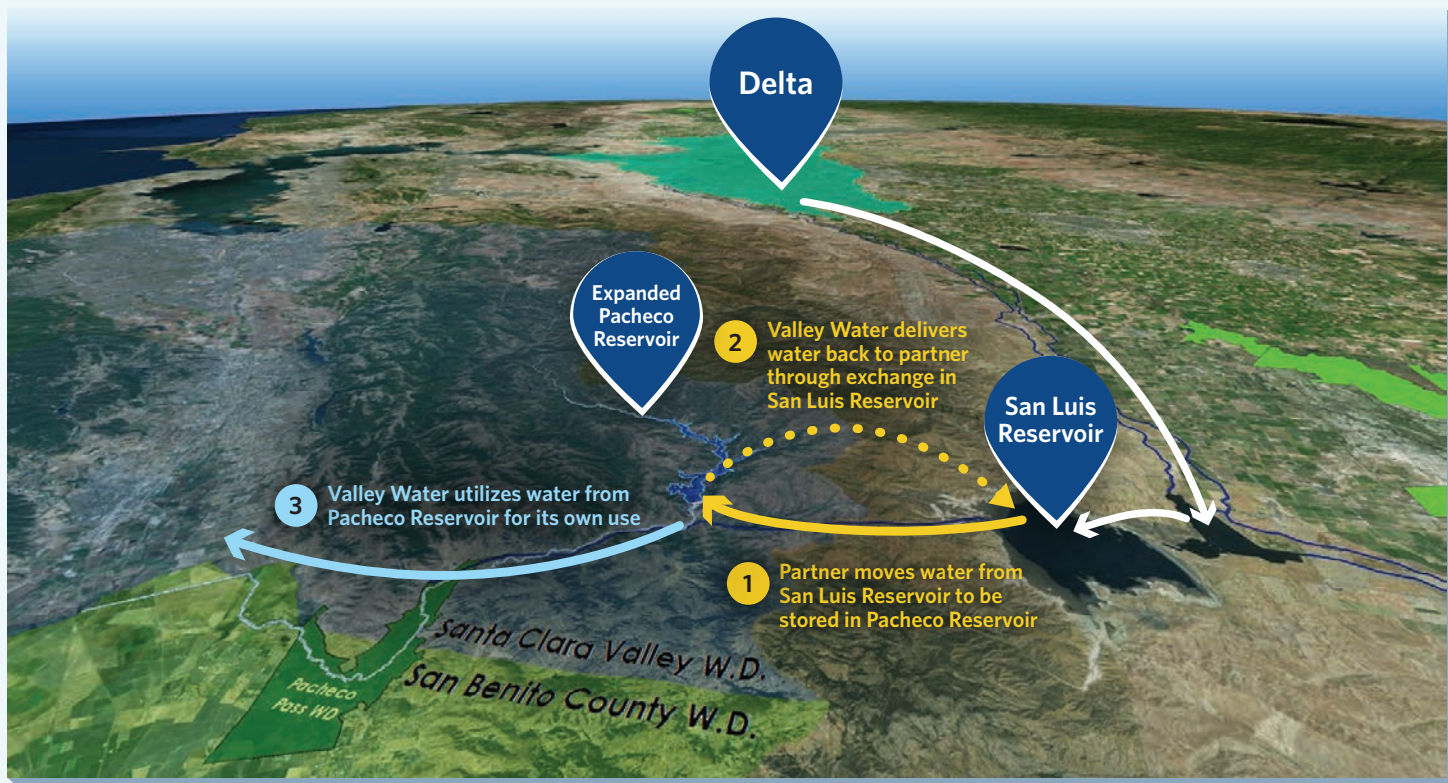 Delta
Expanded
Pacheco
Reservoir
2
Valley Water delivers
water back to partner
through exchange in
San Luis Reservoir
San Luis
Reservoir
3
Valley Water utilizes water from
Pacheco Reservoir for its own use
1
Partner moves water from
San Luis Reservoir to be
stored in Pacheco Reservoir
Santa Clara Valley W.D.
San Benito County W.D.
Pacheco
Pass WD